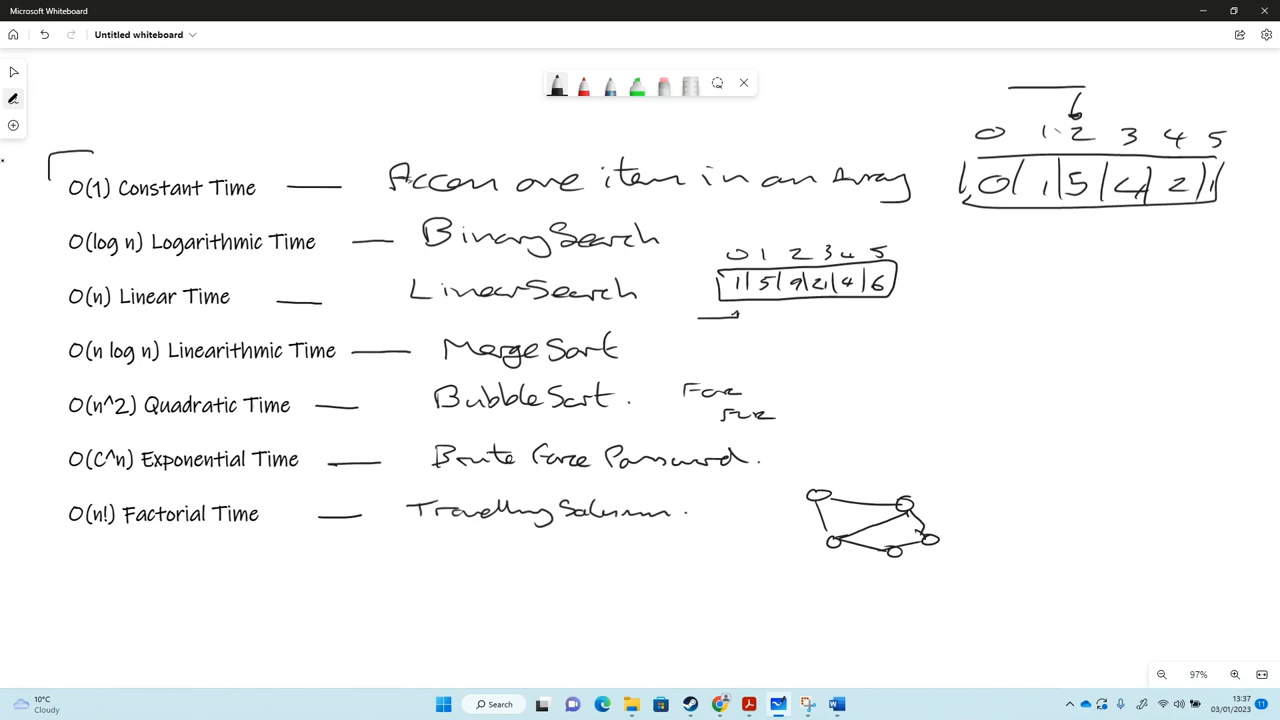 Microsoft Whiteboard
Untitled whiteboard
6
0 1 2 3 4 5
0 1 5 4 2 1
O(1) Constant Time — Access one item in an Array
O(log n) Logarithmic Time — Binary Search
0 1 2 3 4 5
O(n) Linear Time — Linear Search
1 5 9 2 4 6
O(n log n) Linearithmic Time — Merge Sort
O(n^2) Quadratic Time — Bubble Sort.
For
For
O(C^n) Exponential Time — Brute Force Password.
O(n!) Factorial Time — Travelling Salesman.
97%
10°C
Cloudy
Search
13:37
03/01/2023
11